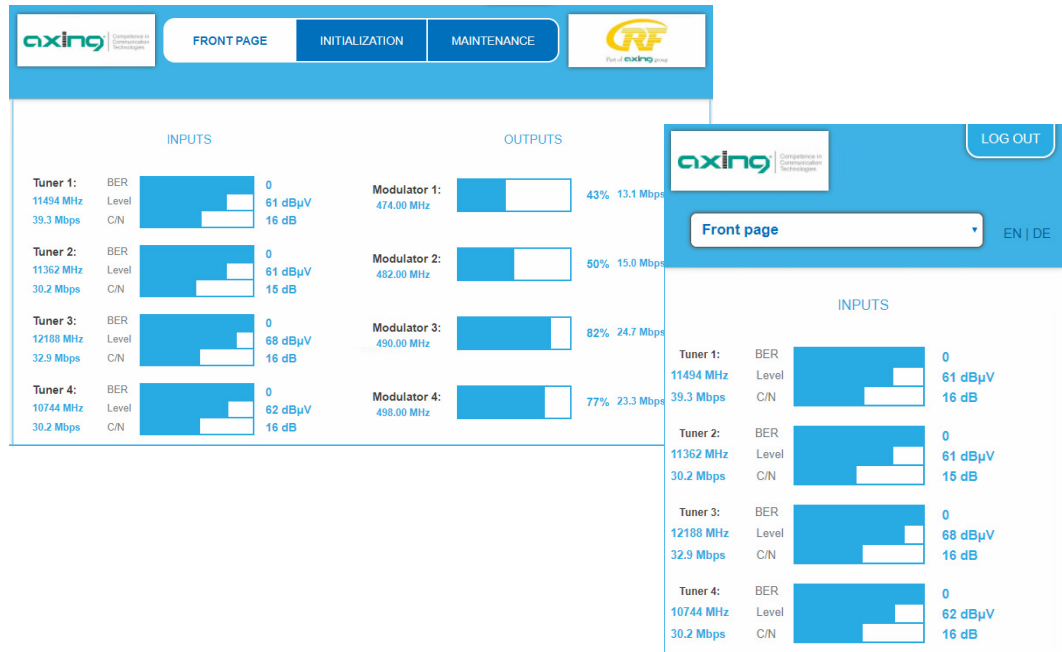 axing Competence in Communication Technologies
FRONT PAGE INITIALIZATION MAINTENANCE
CRF
Part of axing group
INPUTS OUTPUTS
Tuner 1: BER 0
11494 MHz Level 61 dBµV
39.3 Mbps C/N 16 dB
Modulator 1: 43% 13.1 Mbps
474.00 MHz
Tuner 2: BER 0
11362 MHz Level 61 dBµV
30.2 Mbps C/N 15 dB
Modulator 2: 50% 15.0 Mbps
482.00 MHz
Tuner 3: BER 0
12188 MHz Level 68 dBµV
32.9 Mbps C/N 16 dB
Modulator 3: 82% 24.7 Mbps
490.00 MHz
Tuner 4: BER 0
10744 MHz Level 62 dBµV
30.2 Mbps C/N 16 dB
Modulator 4: 77% 23.3 Mbps
498.00 MHz
LOG OUT
axing Competence in Communication Technologies
Front page
EN | DE
INPUTS
Tuner 1: BER 0
11494 MHz Level 61 dBµV
39.3 Mbps C/N 16 dB
Tuner 2: BER 0
11362 MHz Level 61 dBµV
30.2 Mbps C/N 15 dB
Tuner 3: BER 0
12188 MHz Level 68 dBµV
32.9 Mbps C/N 16 dB
Tuner 4: BER 0
10744 MHz Level 62 dBµV
30.2 Mbps C/N 16 dB